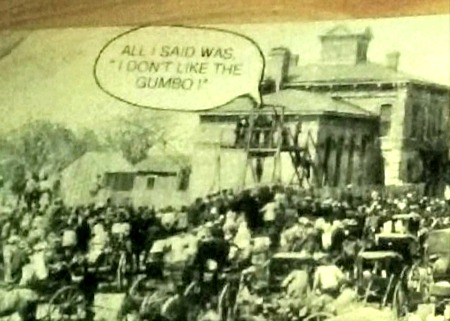 ALL I SAID WAS,
"I DON'T LIKE THE
GUMBO!"